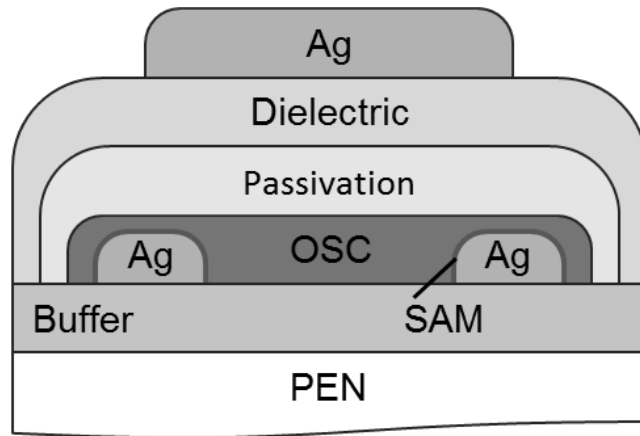 Ag
Dielectric
Passivation
Ag OSC Ag
Buffer SAM
PEN